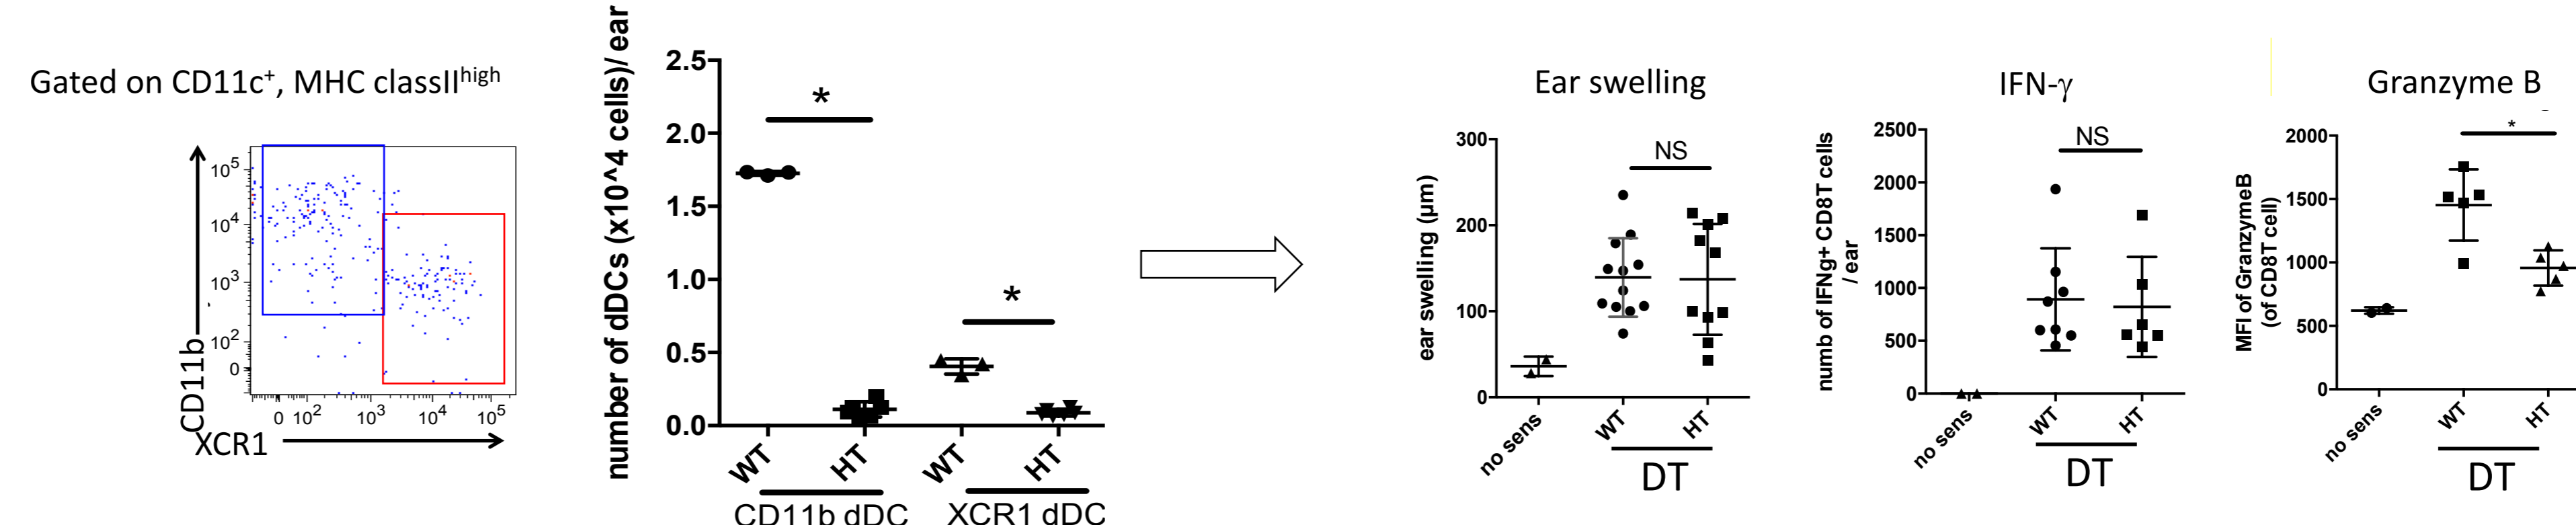 Gated on CD11c+, MHC classIIhigh
CD11b
10^5
10^4
10^3
10^2
0
0 10^2 10^3 10^4 10^5
XCR1
number of dDCs (x10^4 cells)/ ear
2.5
2.0
1.5
1.0
0.5
0.0
*
*
WT HT WT HT
CD11b dDC XCR1 dDC
Ear swelling
ear swelling (µm)
300
200
100
0
NS
no sens WT HT
DT
IFN-γ
numb of IFNg+ CD8T cells
/ ear
2500
2000
1500
1000
500
0
NS
no sens WT HT
DT
Granzyme B
MFI of GranzymeB
(of CD8T cell)
2000
1500
1000
500
0
*
no sens WT HT
DT